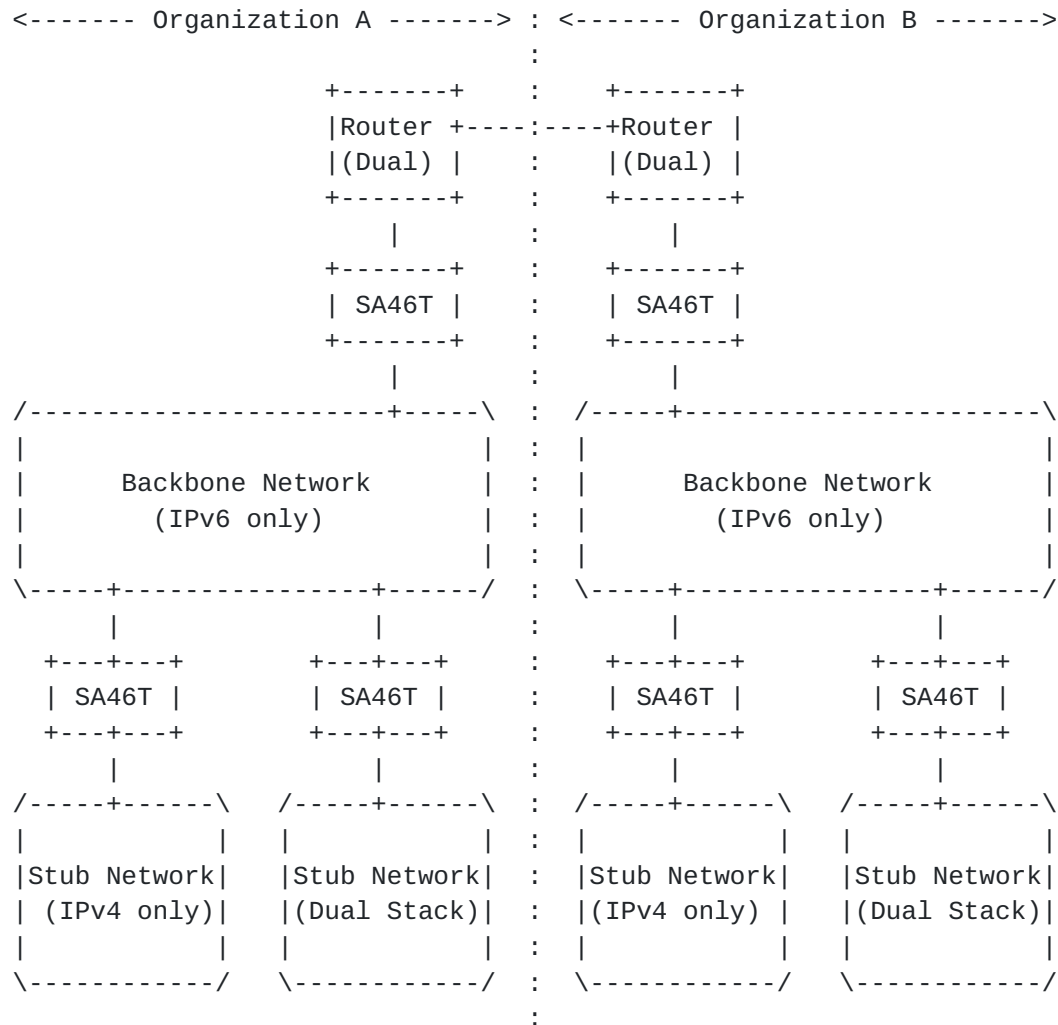 <------- Organization A -------> : <------- Organization B ------->
Router Router
(Dual) : (Dual)
SA46T : SA46T
Backbone Network : Backbone Network
(IPv6 only) : (IPv6 only)
SA46T SA46T : SA46T SA46T
Stub Network Stub Network : Stub Network Stub Network
(IPv4 only) (Dual Stack) : (IPv4 only) (Dual Stack)